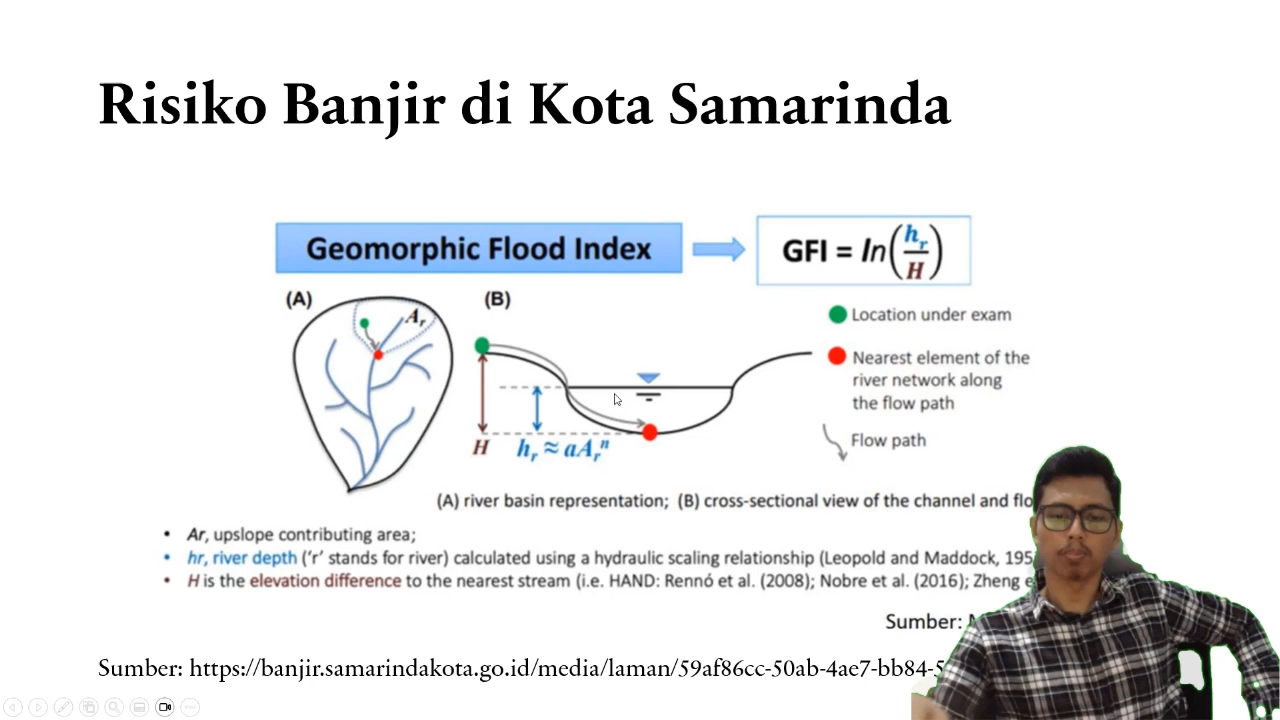 Risiko Banjir di Kota Samarinda
Geomorphic Flood Index
GFI = ln(hr/H)
(A)
(B)
Ar
H
hr ≈ aAr^n
Location under exam
Nearest element of the
river network along
the flow path
Flow path
(A) river basin representation; (B) cross-sectional view of the channel and
• Ar, upslope contributing area;
• hr, river depth ('r' stands for river) calculated using a hydraulic scaling relationship (Leopold and Maddock,
• H is the elevation difference to the nearest stream (i.e. HAND: Rennó et al. (2008); Nobre et al. (2016); Zheng
Sumber:
Sumber: https://banjir.samarindakota.go.id/media/laman/59af86cc-50ab-4ae7-bb84-